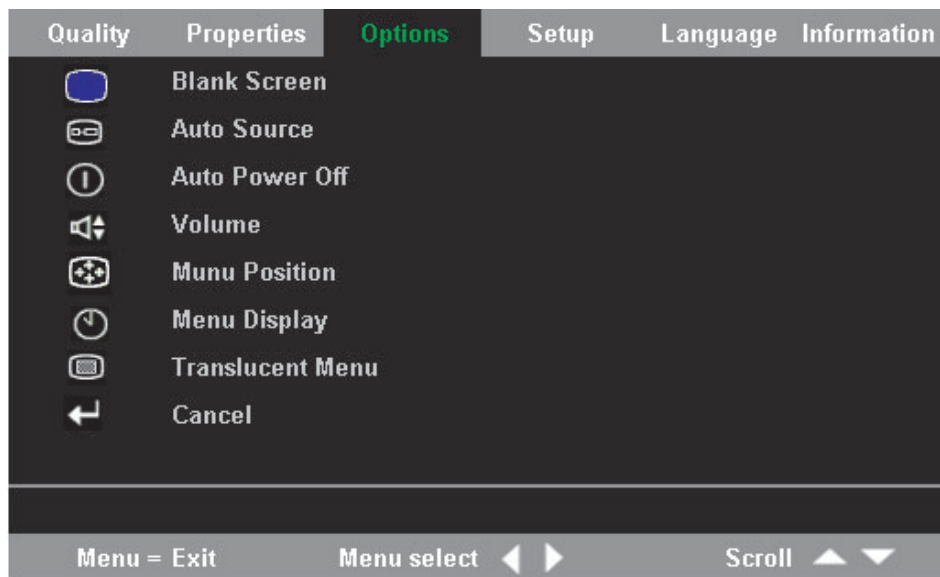 Quality Properties Options Setup Language Information
Blank Screen
Auto Source
Auto Power Off
Volume
Munu Position
Menu Display
Translucent Menu
Cancel
Menu = Exit Menu select Scroll